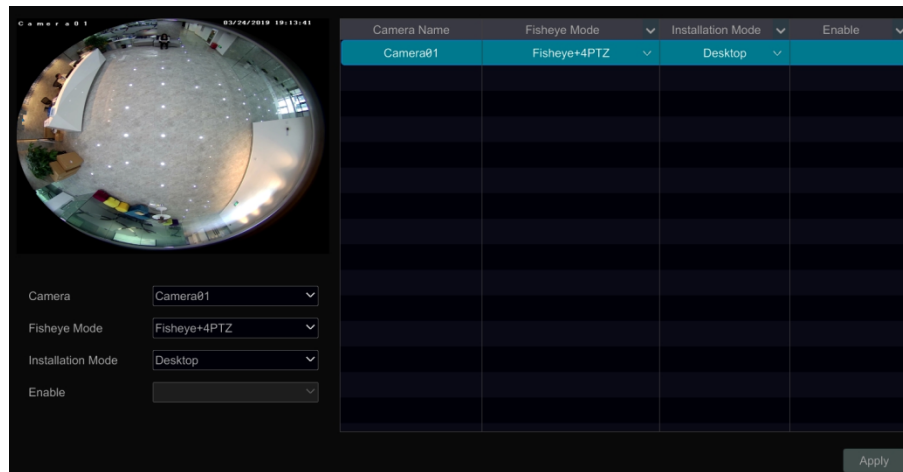 Camera01 03/24/2019 19:13:41
Camera Name Fisheye Mode Installation Mode Enable
Camera01 Fisheye+4PTZ Desktop
Camera Camera01
Fisheye Mode Fisheye+4PTZ
Installation Mode Desktop
Enable
Apply